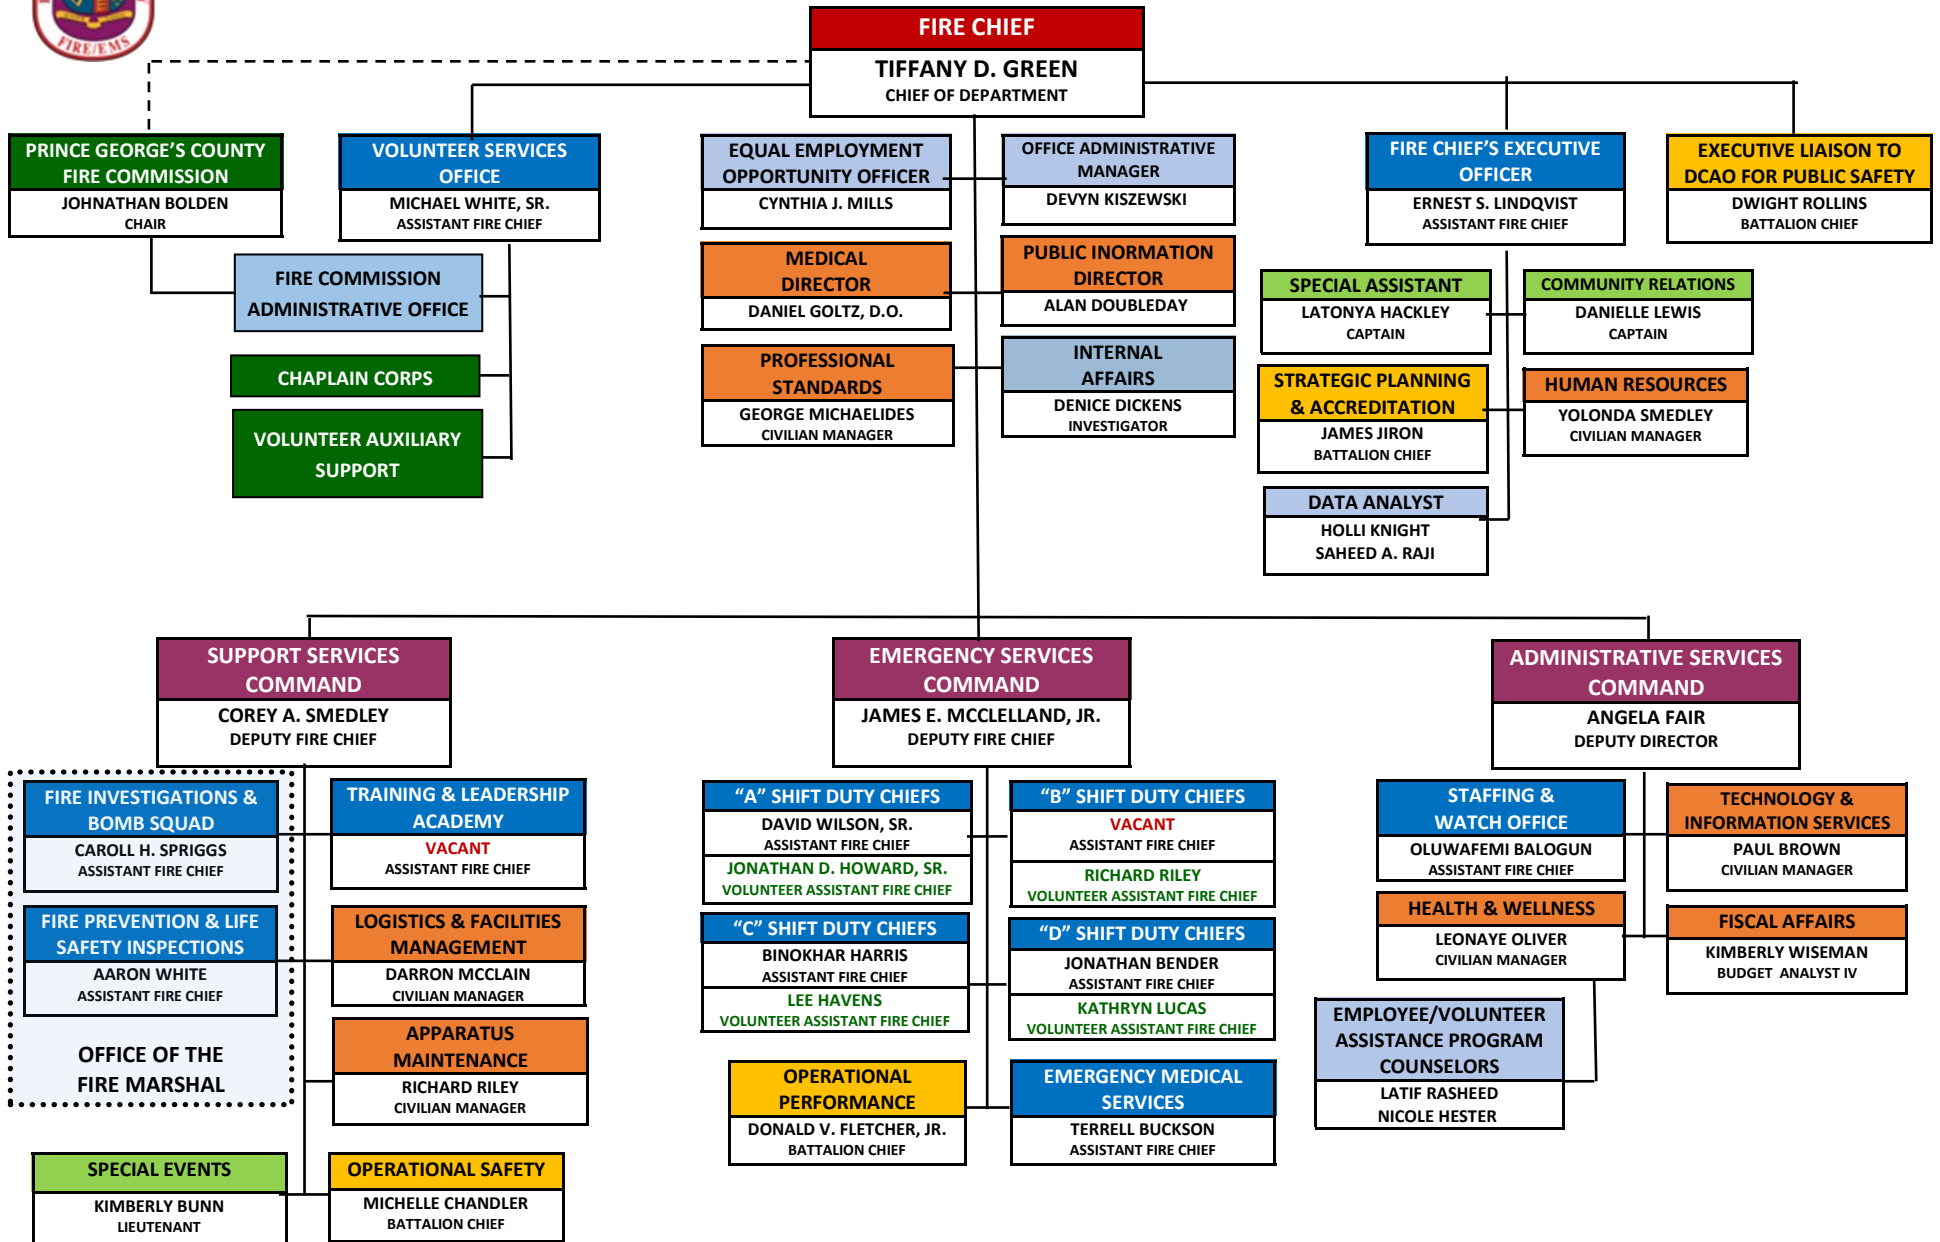 FIRE/EMS
FIRE CHIEF
TIFFANY D. GREEN
CHIEF OF DEPARTMENT
PRINCE GEORGE'S COUNTY
FIRE COMMISSION
JOHNATHAN BOLDEN
CHAIR
VOLUNTEER SERVICES
OFFICE
MICHAEL WHITE, SR.
ASSISTANT FIRE CHIEF
FIRE COMMISSION
ADMINISTRATIVE OFFICE
CHAPLAIN CORPS
VOLUNTEER AUXILIARY
SUPPORT
EQUAL EMPLOYMENT
OPPORTUNITY OFFICER
CYNTHIA J. MILLS
OFFICE ADMINISTRATIVE
MANAGER
DEVYN KISZEWSKI
MEDICAL
DIRECTOR
DANIEL GOLTZ, D.O.
PUBLIC INORMATION
DIRECTOR
ALAN DOUBLEDAY
PROFESSIONAL
STANDARDS
GEORGE MICHAELIDES
CIVILIAN MANAGER
INTERNAL
AFFAIRS
DENICE DICKENS
INVESTIGATOR
FIRE CHIEF'S EXECUTIVE
OFFICER
ERNEST S. LINDQVIST
ASSISTANT FIRE CHIEF
EXECUTIVE LIAISON TO
DCAO FOR PUBLIC SAFETY
DWIGHT ROLLINS
BATTALION CHIEF
SPECIAL ASSISTANT
LATONYA HACKLEY
CAPTAIN
COMMUNITY RELATIONS
DANIELLE LEWIS
CAPTAIN
STRATEGIC PLANNING
& ACCREDITATION
JAMES JIRON
BATTALION CHIEF
HUMAN RESOURCES
YOLONDA SMEDLEY
CIVILIAN MANAGER
DATA ANALYST
HOLLI KNIGHT
SAHEED A. RAJI
SUPPORT SERVICES
COMMAND
COREY A. SMEDLEY
DEPUTY FIRE CHIEF
EMERGENCY SERVICES
COMMAND
JAMES E. MCCLELLAND, JR.
DEPUTY FIRE CHIEF
ADMINISTRATIVE SERVICES
COMMAND
ANGELA FAIR
DEPUTY DIRECTOR
FIRE INVESTIGATIONS &
BOMB SQUAD
CAROLL H. SPRIGGS
ASSISTANT FIRE CHIEF
TRAINING & LEADERSHIP
ACADEMY
VACANT
ASSISTANT FIRE CHIEF
FIRE PREVENTION & LIFE
SAFETY INSPECTIONS
AARON WHITE
ASSISTANT FIRE CHIEF
LOGISTICS & FACILITIES
MANAGEMENT
DARRON MCCLAIN
CIVILIAN MANAGER
OFFICE OF THE
FIRE MARSHAL
APPARATUS
MAINTENANCE
RICHARD RILEY
CIVILIAN MANAGER
SPECIAL EVENTS
KIMBERLY BUNN
LIEUTENANT
OPERATIONAL SAFETY
MICHELLE CHANDLER
BATTALION CHIEF
"A" SHIFT DUTY CHIEFS
DAVID WILSON, SR.
ASSISTANT FIRE CHIEF
JONATHAN D. HOWARD, SR.
VOLUNTEER ASSISTANT FIRE CHIEF
"B" SHIFT DUTY CHIEFS
VACANT
ASSISTANT FIRE CHIEF
RICHARD RILEY
VOLUNTEER ASSISTANT FIRE CHIEF
"C" SHIFT DUTY CHIEFS
BINOKHAR HARRIS
ASSISTANT FIRE CHIEF
LEE HAVENS
VOLUNTEER ASSISTANT FIRE CHIEF
"D" SHIFT DUTY CHIEFS
JONATHAN BENDER
ASSISTANT FIRE CHIEF
KATHRYN LUCAS
VOLUNTEER ASSISTANT FIRE CHIEF
OPERATIONAL
PERFORMANCE
DONALD V. FLETCHER, JR.
BATTALION CHIEF
EMERGENCY MEDICAL
SERVICES
TERRELL BUCKSON
ASSISTANT FIRE CHIEF
STAFFING &
WATCH OFFICE
OLUWAFEMI BALOGUN
ASSISTANT FIRE CHIEF
TECHNOLOGY &
INFORMATION SERVICES
PAUL BROWN
CIVILIAN MANAGER
HEALTH & WELLNESS
LEONAYE OLIVER
CIVILIAN MANAGER
FISCAL AFFAIRS
KIMBERLY WISEMAN
BUDGET ANALYST IV
EMPLOYEE/VOLUNTEER
ASSISTANCE PROGRAM
COUNSELORS
LATIF RASHEED
NICOLE HESTER